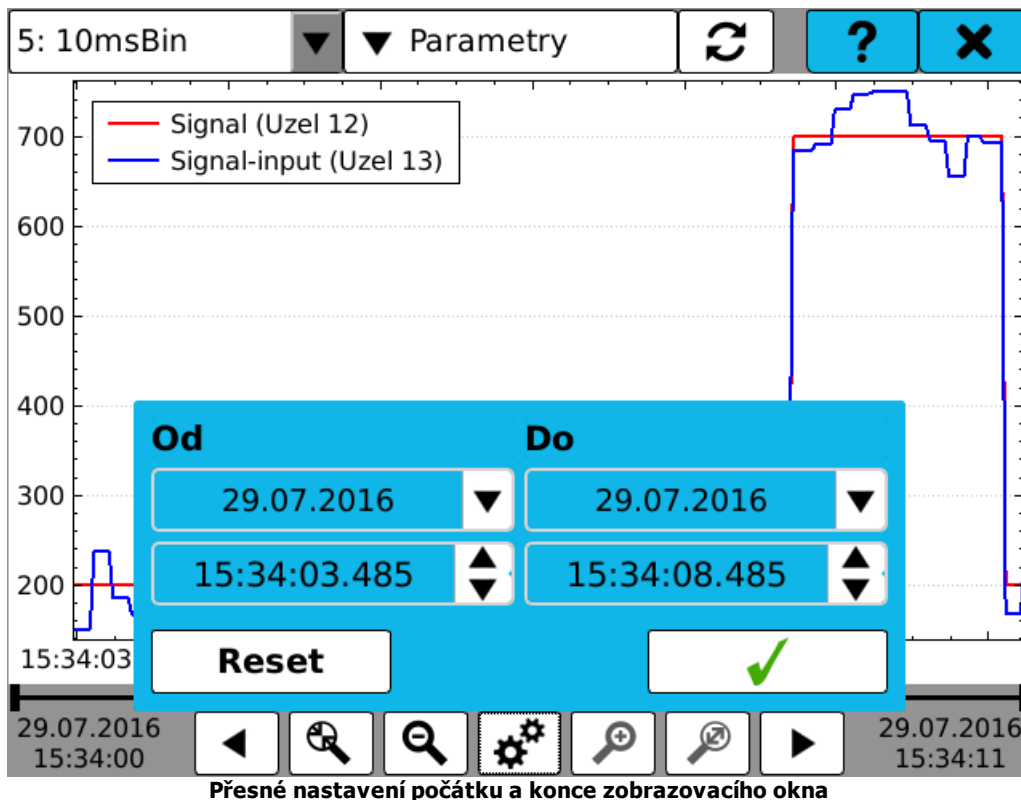 5: 10msBin ▼ ▼ Parametry ?
Signal (Uzel 12)
Signal-input (Uzel 13)
700
600
500
400
300
200
Od Do
29.07.2016 29.07.2016
15:34:03.485 15:34:08.485
Reset
15:34:03
29.07.2016 29.07.2016
15:34:00 15:34:11
Přesné nastavení počátku a konce zobrazovacího okna